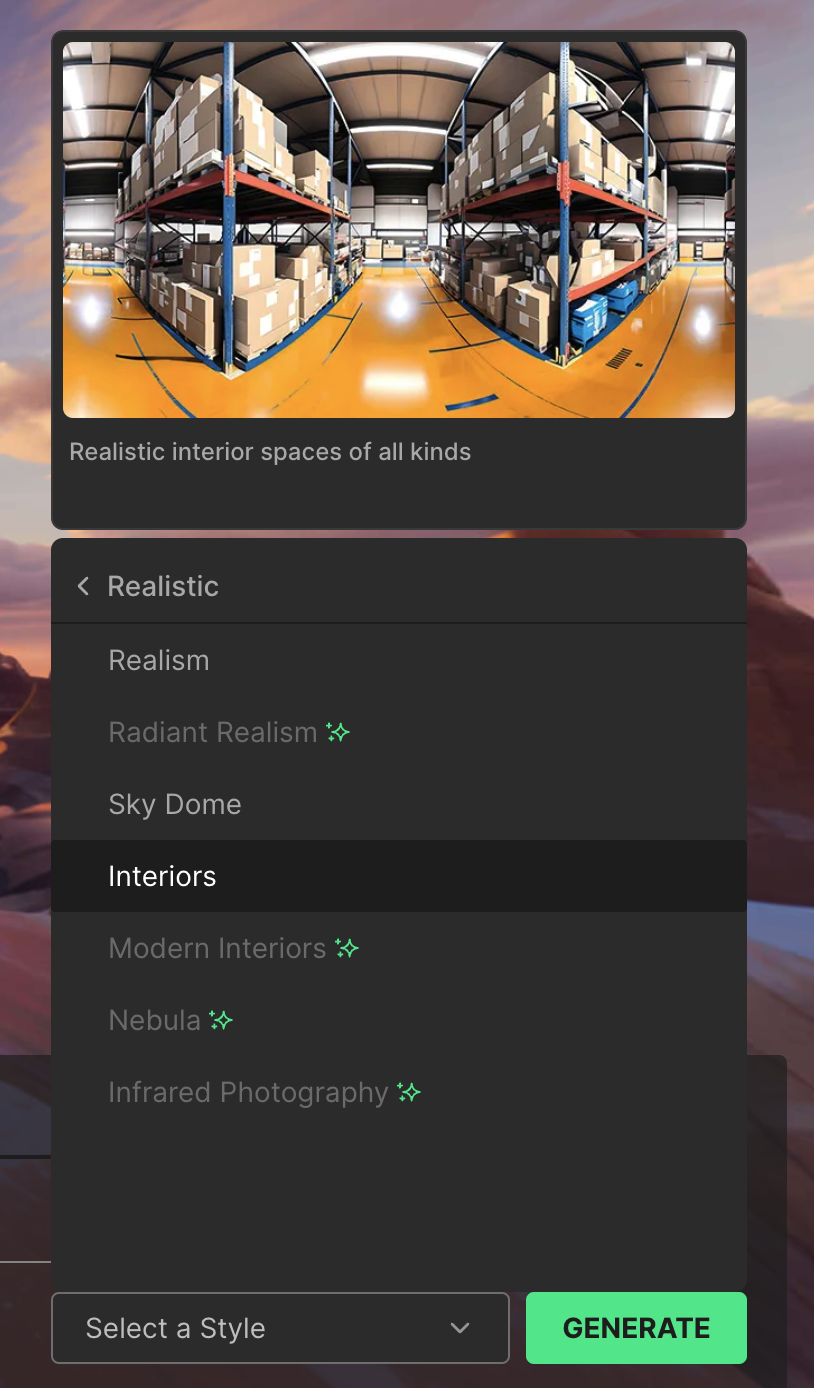 Realistic interior spaces of all kinds
Realistic
Realism
Radiant Realism
Sky Dome
Interiors
Modern Interiors
Nebula
Infrared Photography
Select a Style
GENERATE